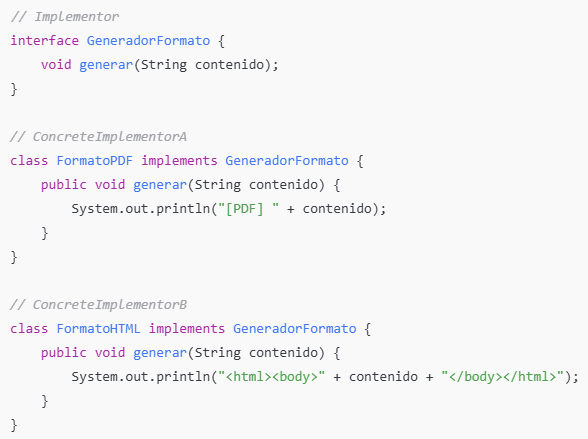 // Implementor
interface GeneradorFormato {
    void generar(String contenido);
}

// ConcreteImplementorA
class FormatoPDF implements GeneradorFormato {
    public void generar(String contenido) {
        System.out.println("[PDF] " + contenido);
    }
}

// ConcreteImplementorB
class FormatoHTML implements GeneradorFormato {
    public void generar(String contenido) {
        System.out.println("<html><body>" + contenido + "</body></html>");
    }
}